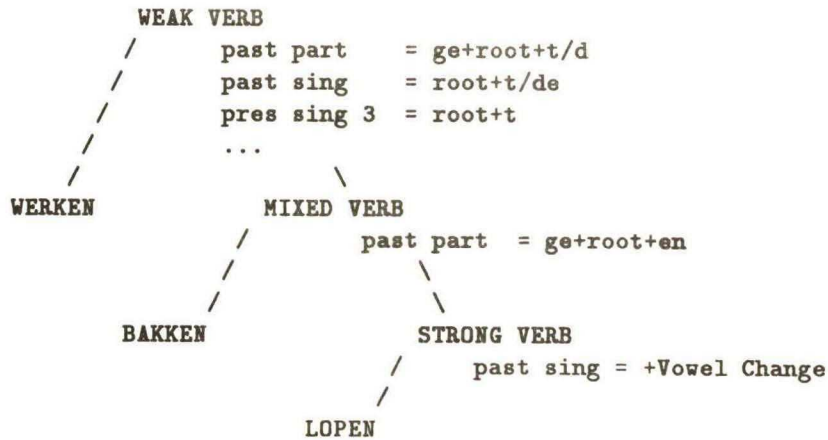 WEAK VERB
past part = ge+root+t/d
past sing = root+t/de
pres sing 3 = root+t
...
WERKEN MIXED VERB
past part = ge+root+en
BAKKEN STRONG VERB
past sing = +Vowel Change
LOPEN